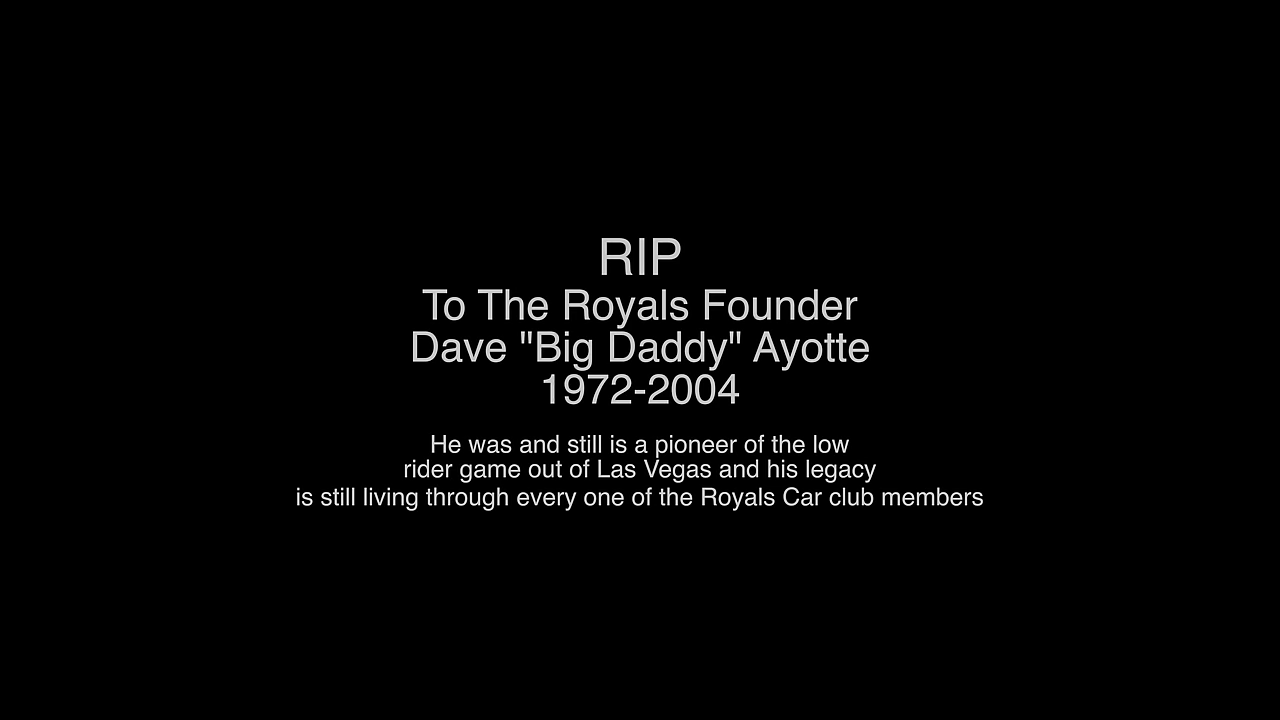 RIP
To The Royals Founder
Dave "Big Daddy" Ayotte
1972-2004
He was and still is a pioneer of the low
rider game out of Las Vegas and his legacy
is still living through every one of the Royals Car club members